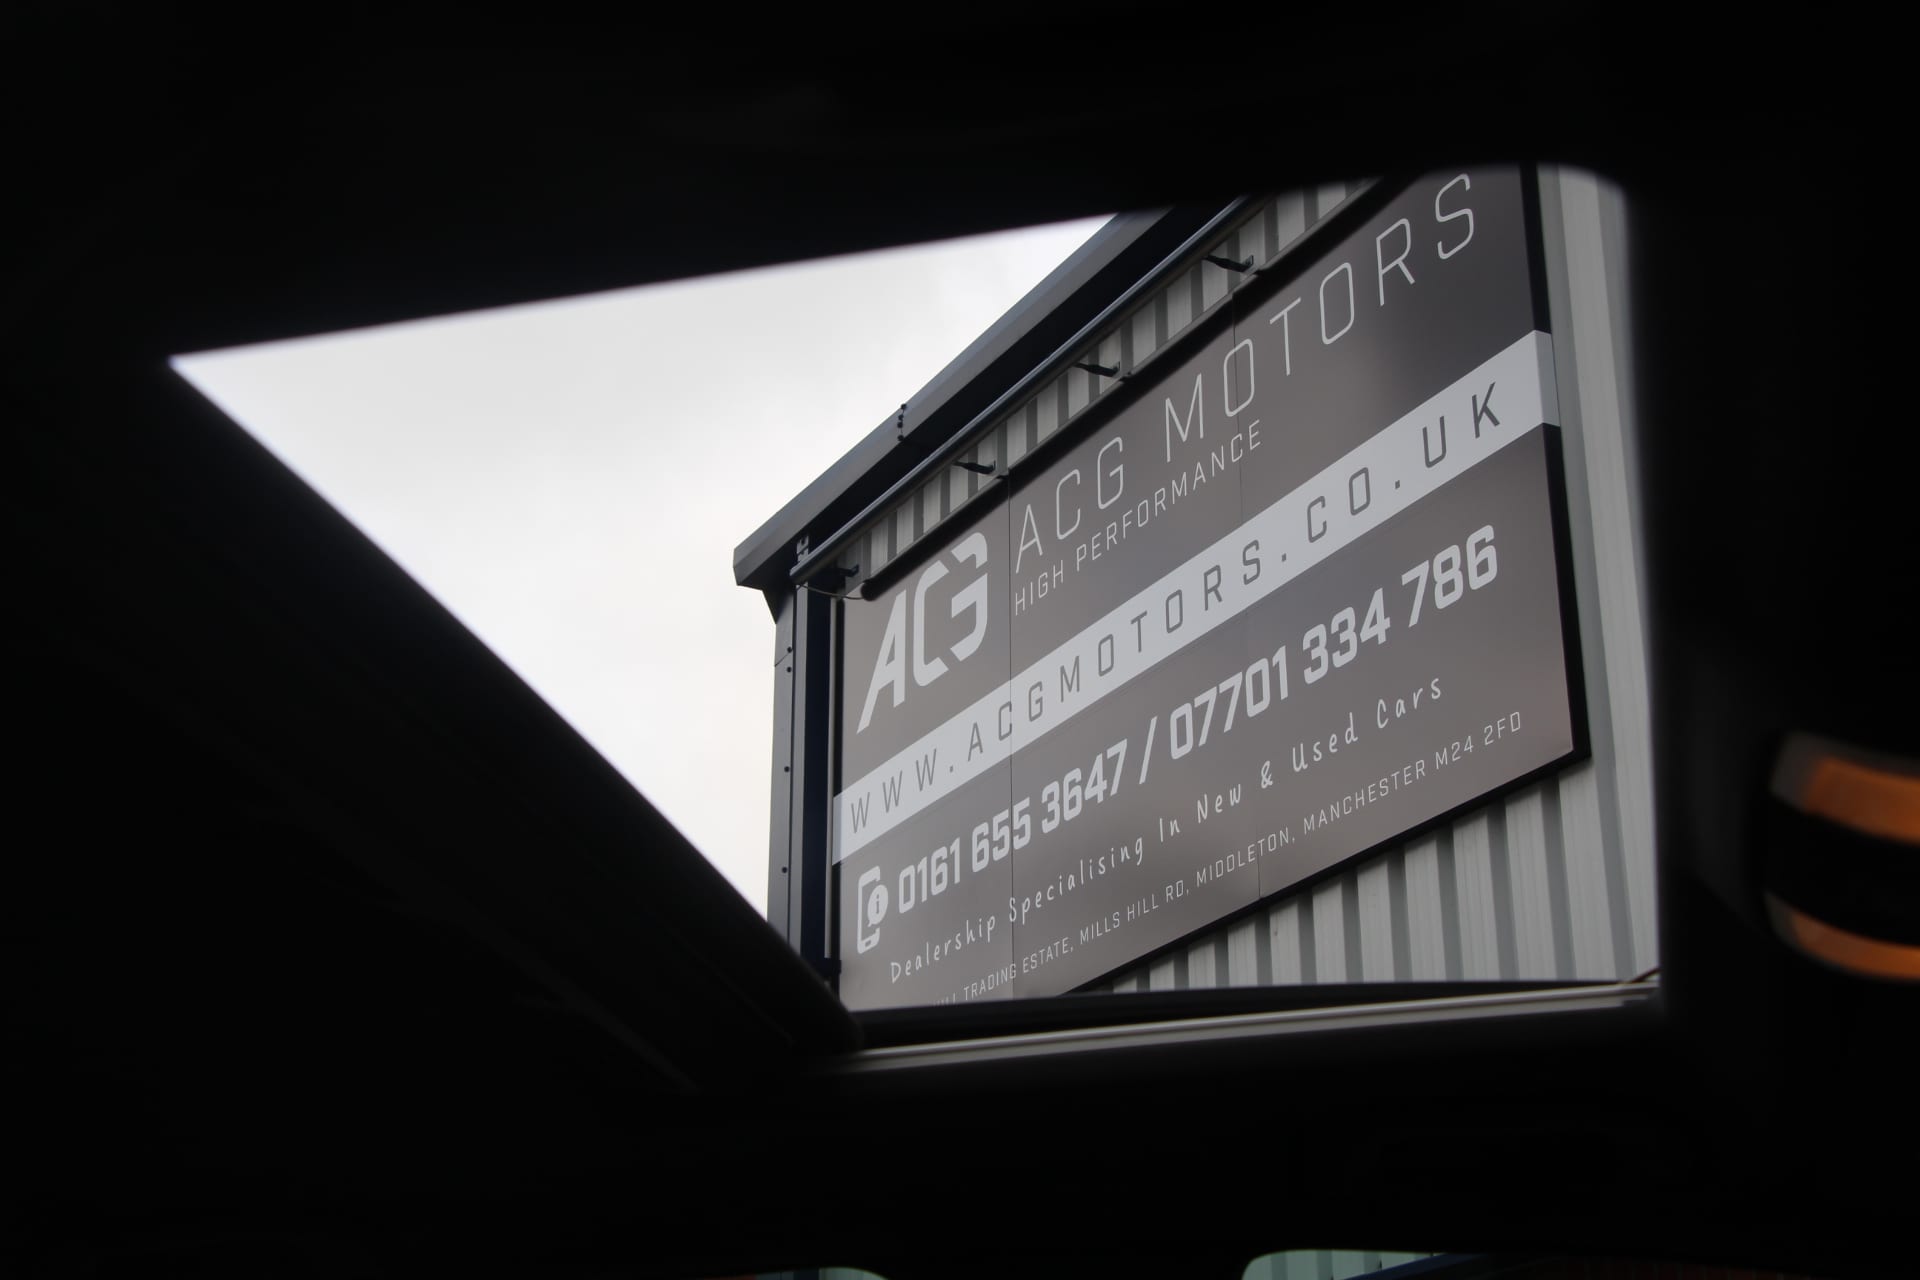 ACG
ACG MOTORS
HIGH PERFORMANCE
WWW.ACGMOTORS.CO.UK
0161 655 3647 / 07701 334 786
Dealership Specialising In New & Used Cars
TRADING ESTATE, MILLS HILL RD, MIDDLETON, MANCHESTER M24 2FD